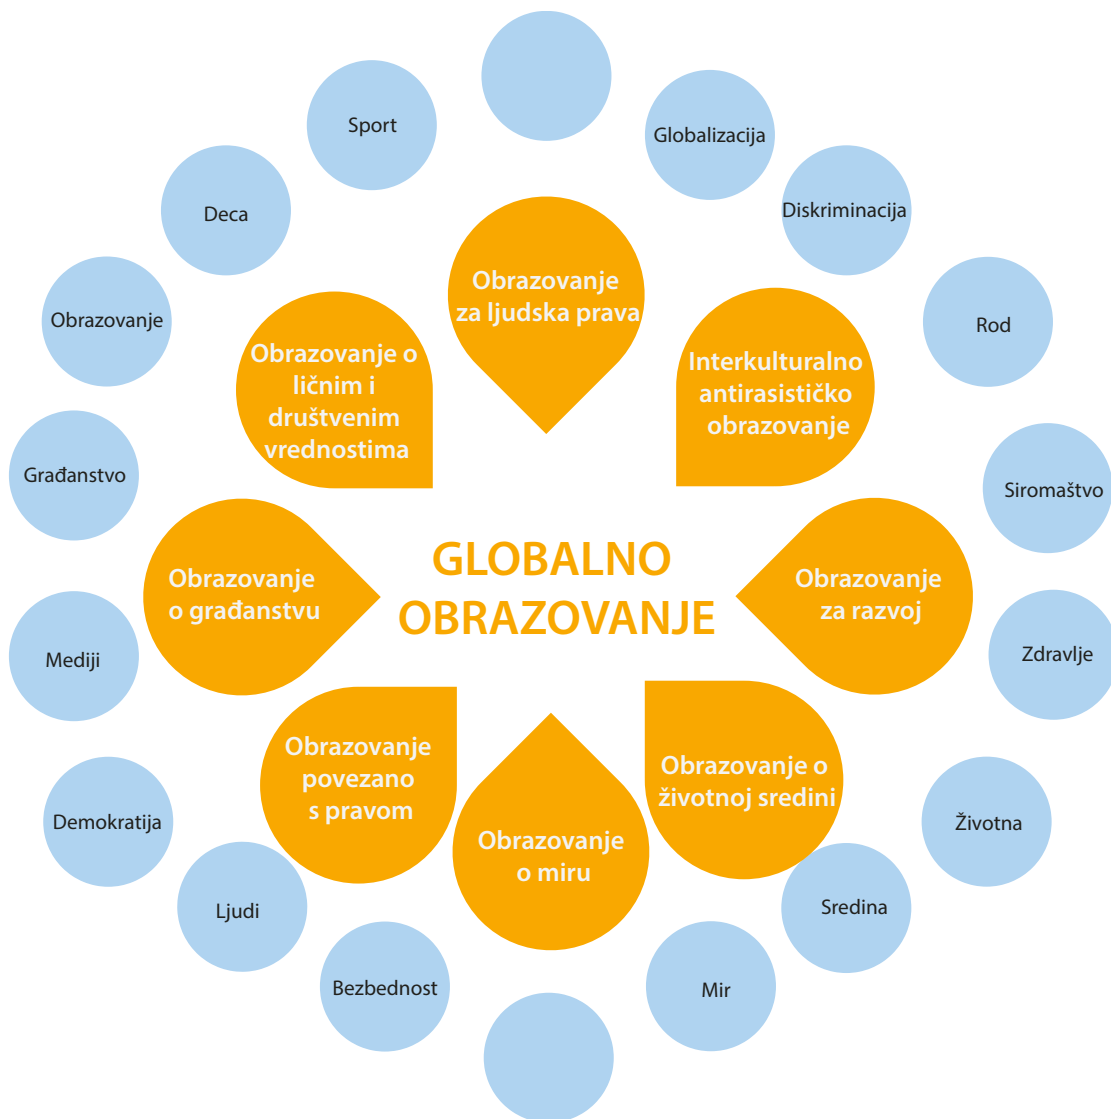 Sport
Globalizacija
Deca
Diskriminacija
Obrazovanje
Rod
Građanstvo
Siromaštvo
Mediji
Zdravlje
Demokratija
Životna
Ljudi
Sredina
Bezbednost
Mir
Obrazovanje
za ljudska prava
Obrazovanje o
ličnim i
društvenim
vrednostima
Interkulturalno
antirasističko
obrazovanje
Obrazovanje
o građanstvu
GLOBALNO
OBRAZOVANJE
Obrazovanje
za razvoj
Obrazovanje
povezano
s pravom
Obrazovanje
o miru
Obrazovanje o
životnoj sredini